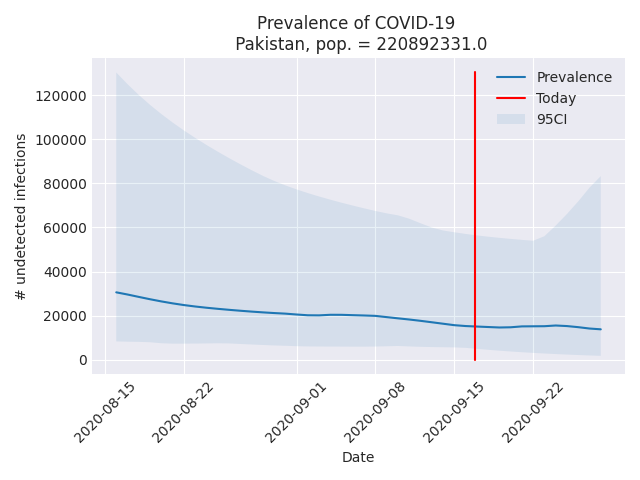 Prevalence of COVID-19
Pakistan, pop. = 220892331.0
Prevalence
Today
95CI
120000
100000
80000
60000
40000
20000
0
# undetected infections
2020-08-15
2020-08-22
2020-09-01
2020-09-08
2020-09-15
2020-09-22
Date